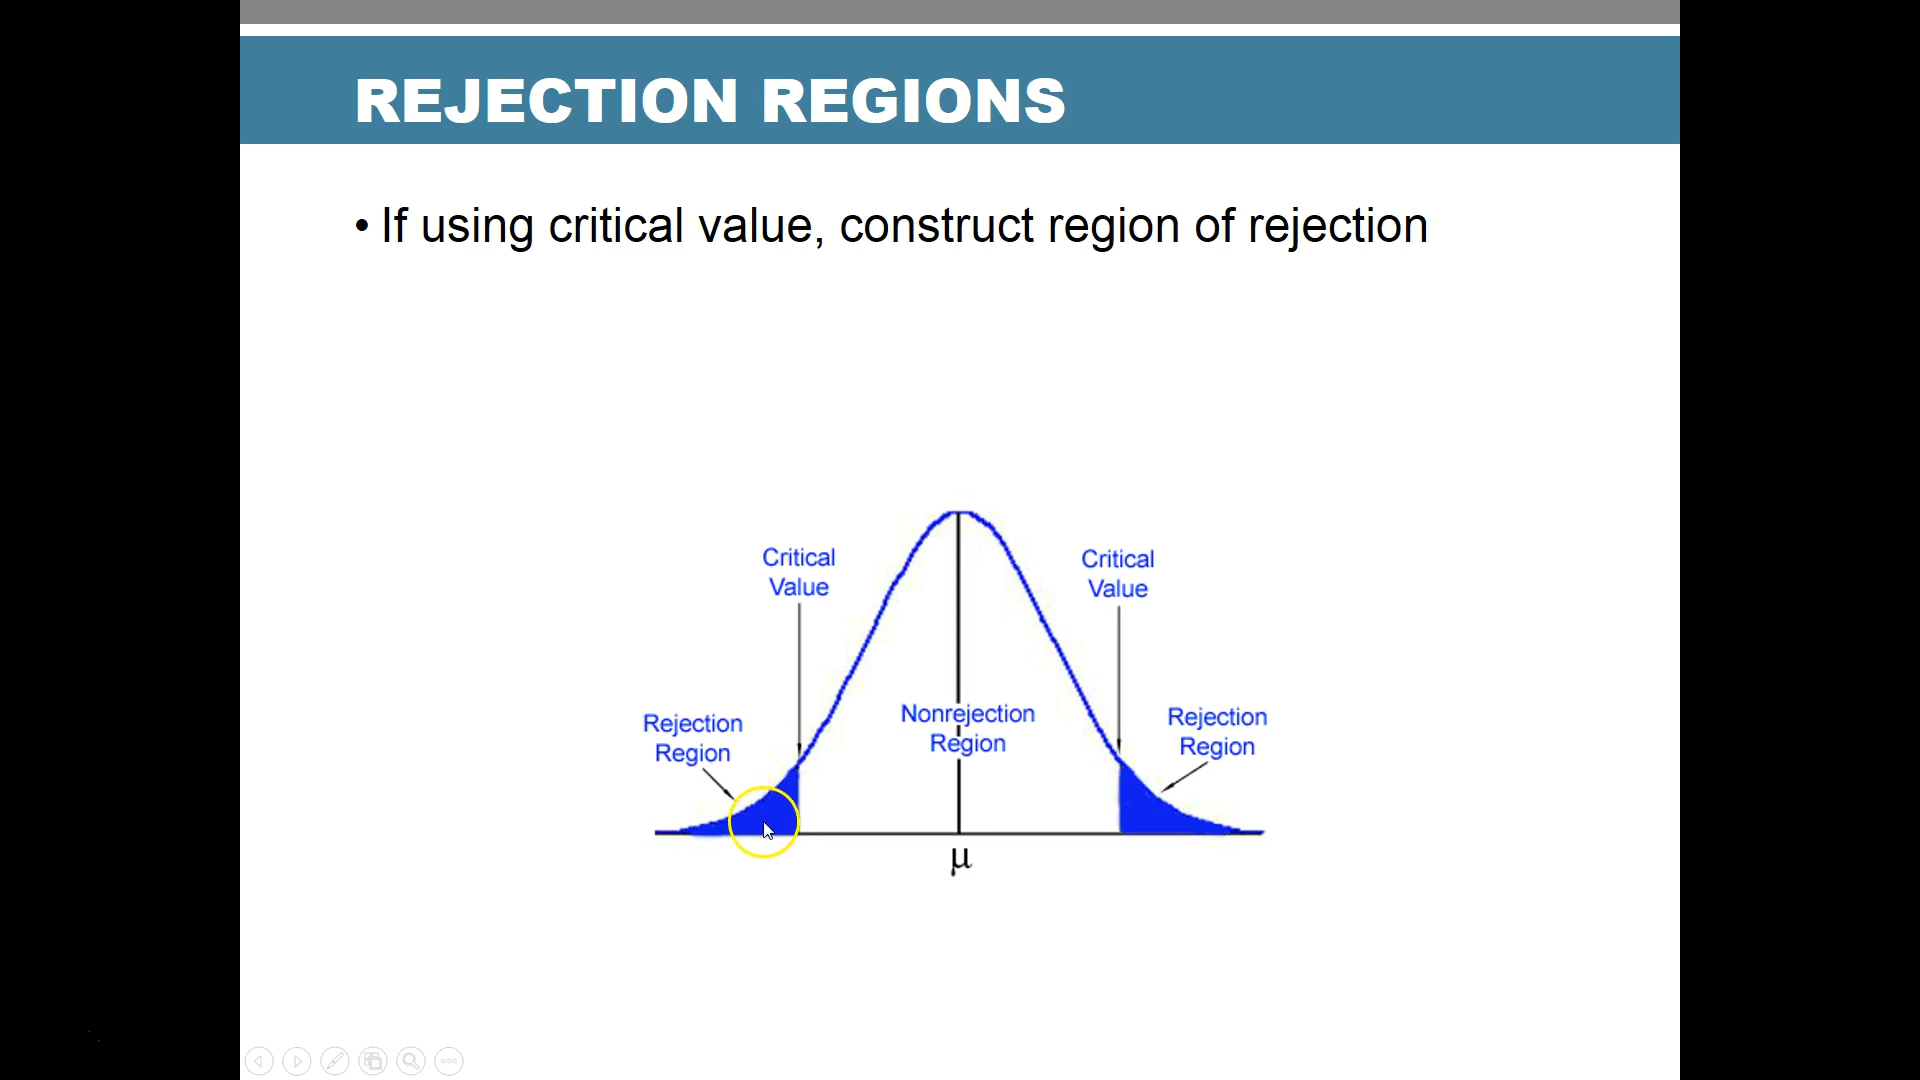 REJECTION REGIONS
• If using critical value, construct region of rejection
Critical
Value
Critical
Value
Rejection
Region
Nonrejection
Region
Rejection
Region
μ